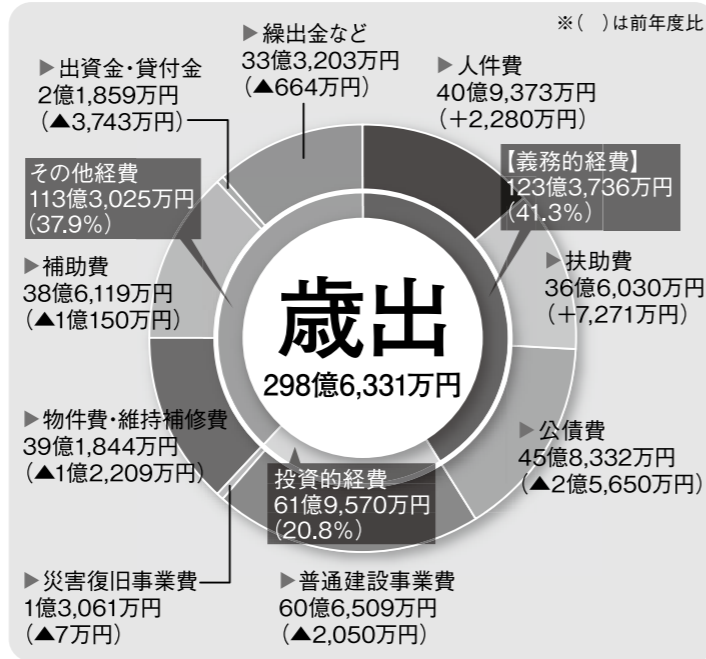 ※(　)は前年度比
▶繰出金など
33億3,203万円
(▲664万円)
▶出資金・貸付金
2億1,859万円
(▲3,743万円)
▶人件費
40億9,373万円
(+2,280万円)
その他経費
113億3,025万円
(37.9%)
【義務的経費】
123億3,736万円
(41.3%)
▶補助費
38億6,119万円
(▲1億150万円)
▶扶助費
36億6,030万円
(+7,271万円)
歳出
298億6,331万円
▶物件費・維持補修費
39億1,844万円
(▲1億2,209万円)
▶公債費
45億8,332万円
(▲2億5,650万円)
投資的経費
61億9,570万円
(20.8%)
▶災害復旧事業費
1億3,061万円
(▲7万円)
▶普通建設事業費
60億6,509万円
(▲2,050万円)